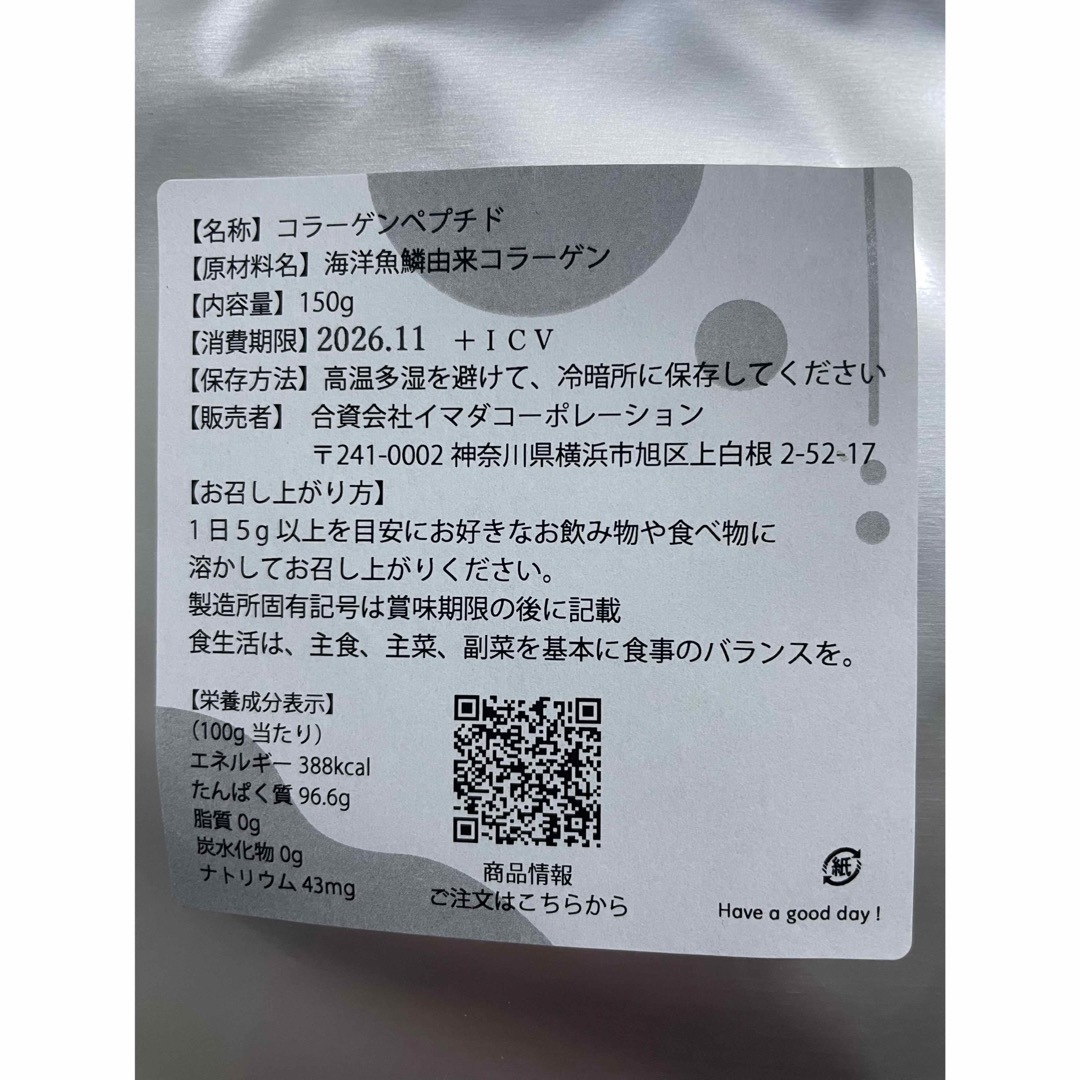 【名称】コラーゲンペプチド
【原材料名】海洋魚鱗由来コラーゲン
【内容量】150g
【消費期限】2026.11 +ICV
【保存方法】高温多湿を避けて、冷暗所に保存してください
【販売者】 合資会社イマダコーポレーション
〒241-0002 神奈川県横浜市旭区上白根 2-52-17
【お召し上がり方】
1日5g以上を目安にお好きなお飲み物や食べ物に
溶かしてお召し上がりください。
製造所固有記号は賞味期限の後に記載
食生活は、主食、主菜、副菜を基本に食事のバランスを。
【栄養成分表示】
(100g 当たり)
エネルギー 388kcal
たんぱく質 96.6g
脂質 0g
炭水化物 0g
ナトリウム 43mg
商品情報
ご注文はこちらから
紙
Have a good day !